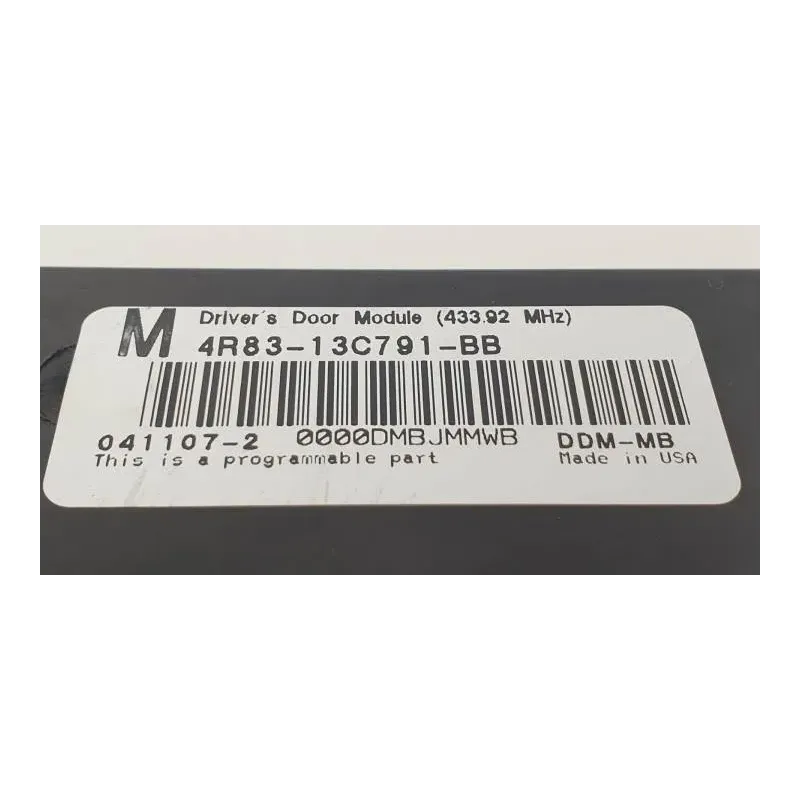 M Driver's Door Module (433.92 MHz)
4R83-13C791-BB
041107-2 0000DMBJMMWB DDM-MB
This is a programmable part Made in USA